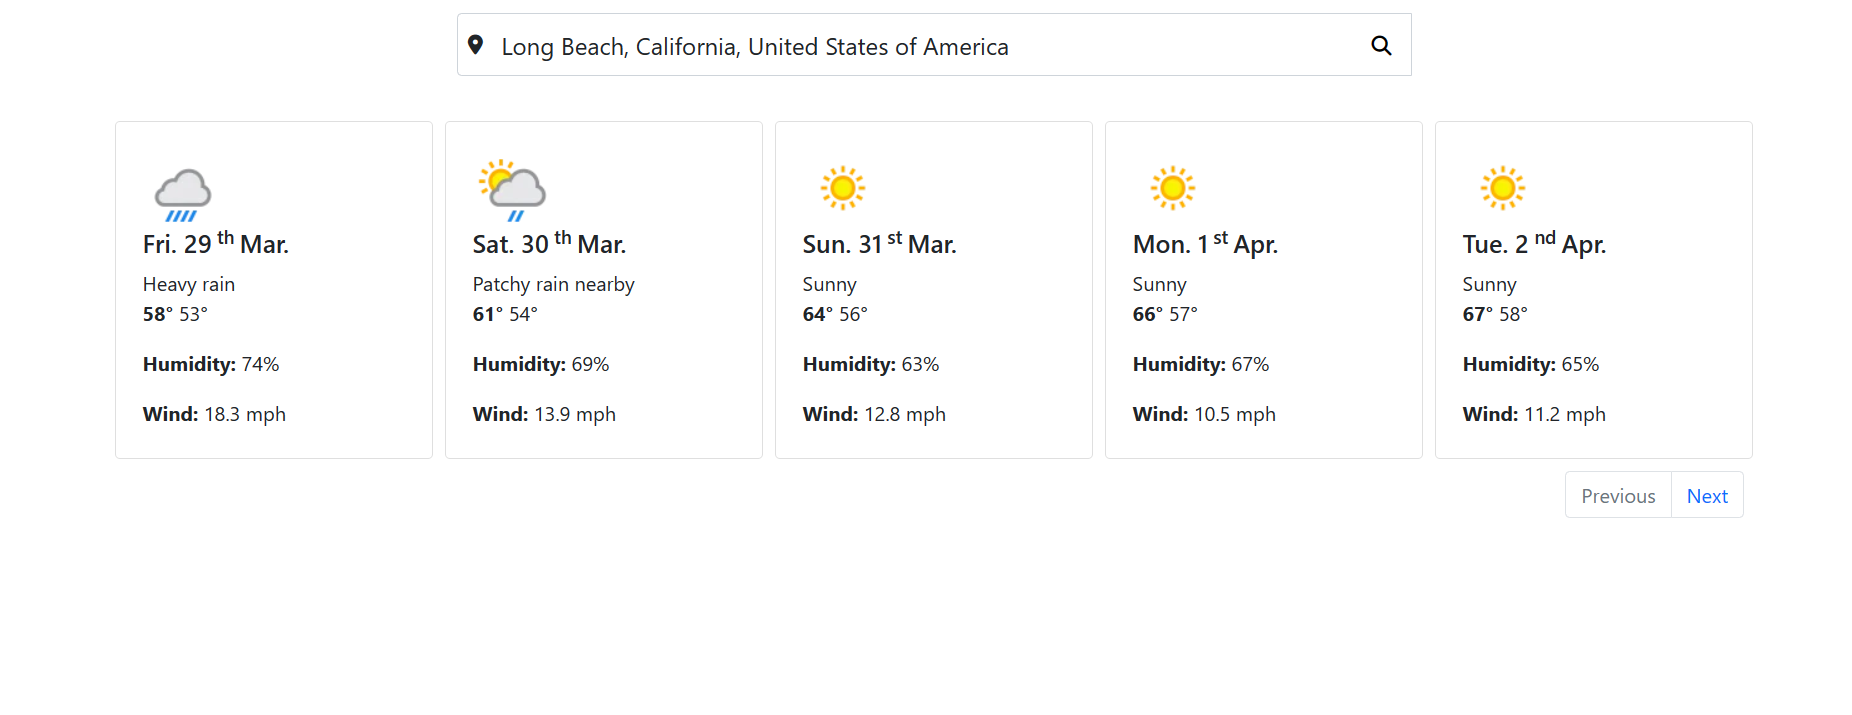 Long Beach, California, United States of America
Fri. 29 th Mar.
Heavy rain
58° 53°
Humidity: 74%
Wind: 18.3 mph
Sat. 30 th Mar.
Patchy rain nearby
61° 54°
Humidity: 69%
Wind: 13.9 mph
Sun. 31 st Mar.
Sunny
64° 56°
Humidity: 63%
Wind: 12.8 mph
Mon. 1 st Apr.
Sunny
66° 57°
Humidity: 67%
Wind: 10.5 mph
Tue. 2 nd Apr.
Sunny
67° 58°
Humidity: 65%
Wind: 11.2 mph
Previous Next